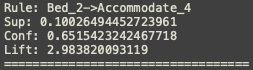 Rule: Bed_2->Accommodate_4
Sup: 0.10026494452723961
Conf: 0.6515423242467718
Lift: 2.983820093119
==================================